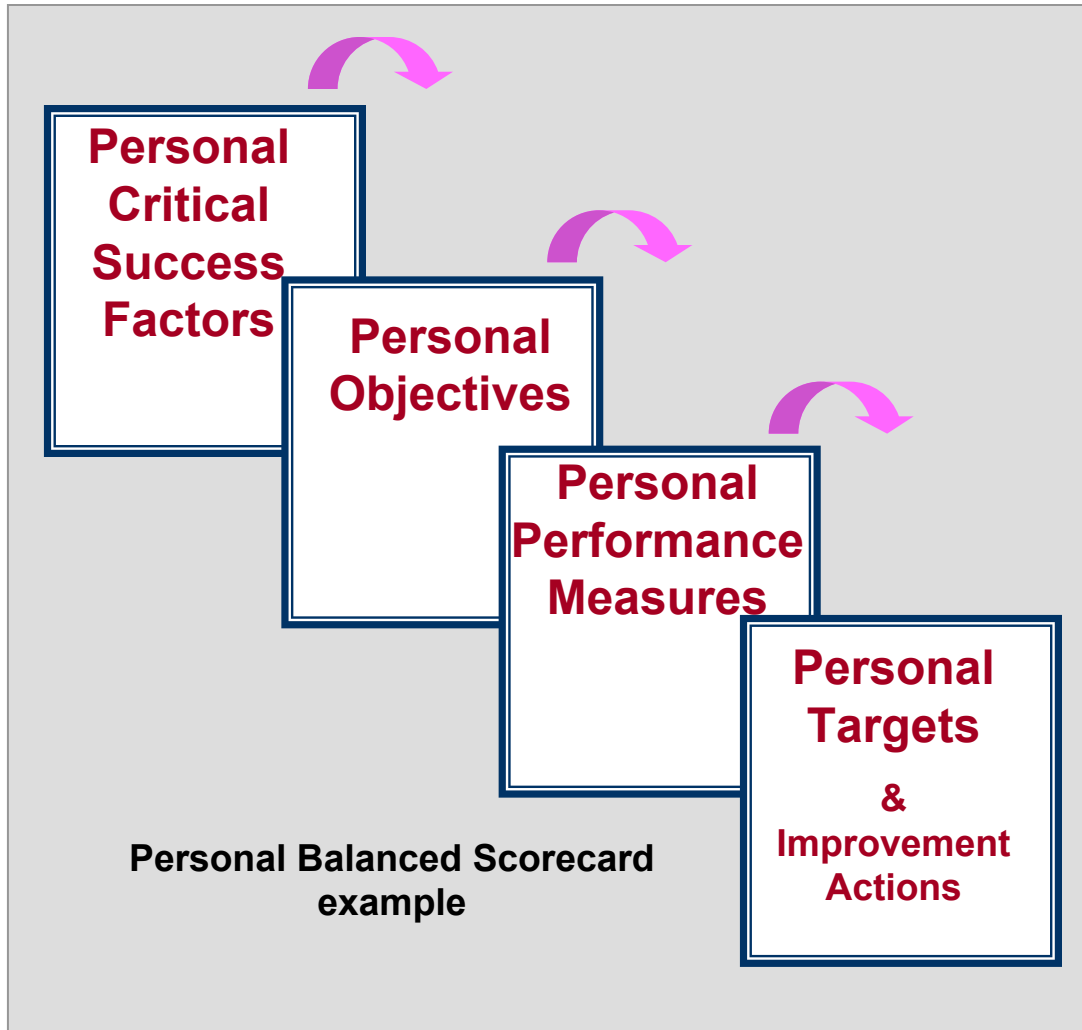 Personal
Critical
Success
Factors
Personal
Objectives
Personal
Performance
Measures
Personal
Targets
&
Improvement
Actions
Personal Balanced Scorecard
example